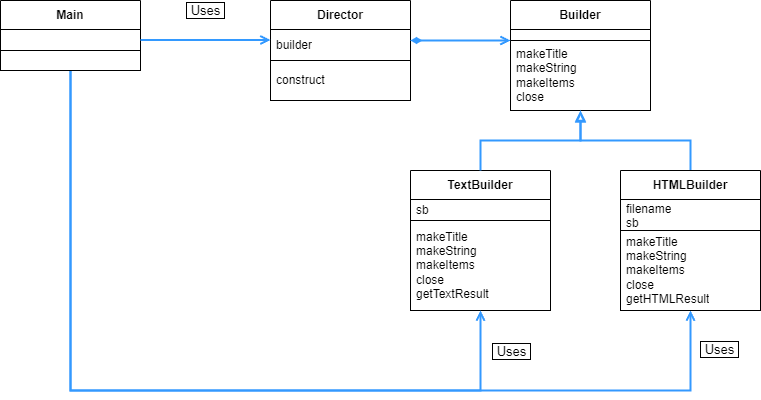 Main
Uses
Director
builder
construct
Builder
makeTitle
makeString
makeItems
close
TextBuilder
sb
makeTitle
makeString
makeItems
close
getTextResult
HTMLBuilder
filename
sb
makeTitle
makeString
makeItems
close
getHTMLResult
Uses
Uses